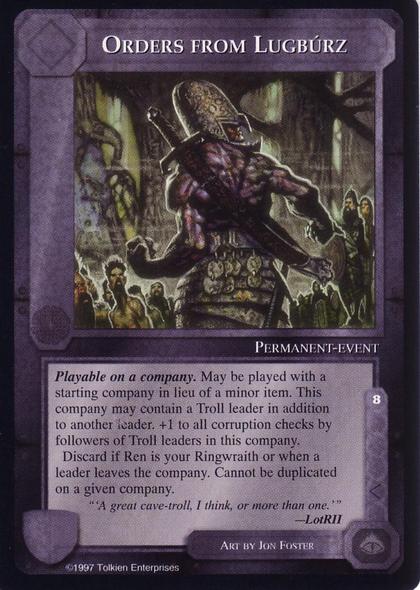 Orders from Lugbúrz
Permanent-event
Playable on a company. May be played with a
starting company in lieu of a minor item. This
company may contain a Troll leader in addition
to another leader. +1 to all corruption checks by
followers of Troll leaders in this company.
Discard if Ren is your Ringwraith or when a
leader leaves the company. Cannot be duplicated
on a given company.
"'A great cave-troll, I think, or more than one.'"
—LotRII
8
Art by Jon Foster
©1997 Tolkien Enterprises